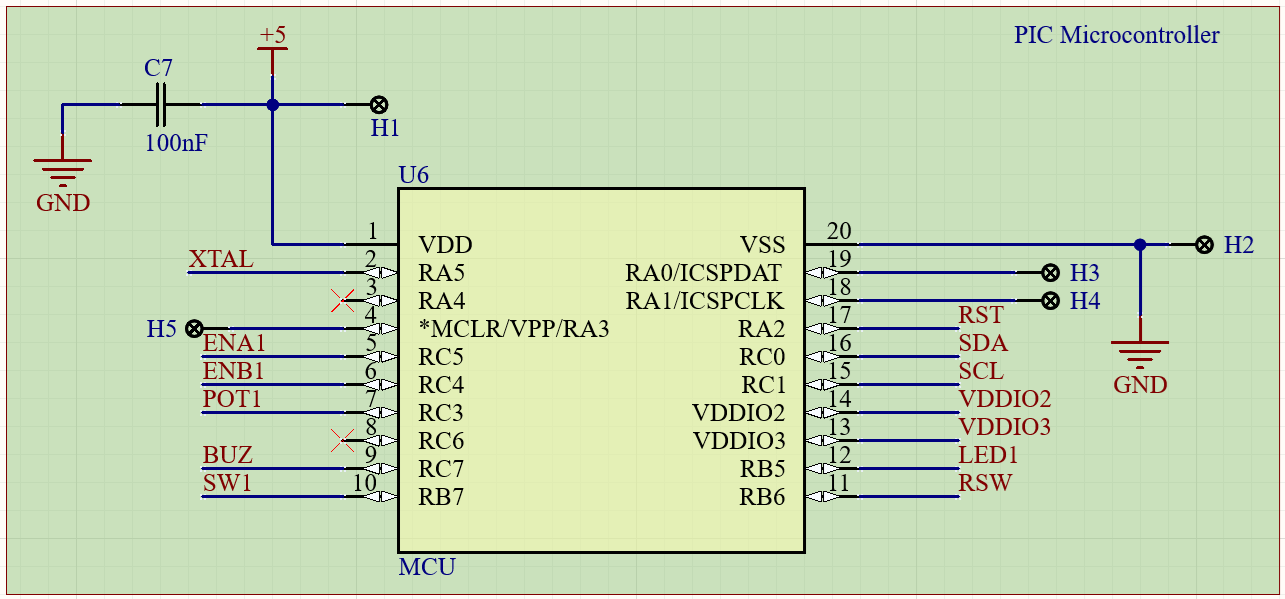 PIC Microcontroller
+5
C7
100nF
H1
GND
U6
1 VDD VSS 20 H2
XTAL 2 RA5 RA0/ICSPDAT 19 H3
3 RA4 RA1/ICSPCLK 18 H4
H5 4 *MCLR/VPP/RA3 RA2 17 RST
ENA1 5 RC5 RC0 16 SDA
ENB1 6 RC4 RC1 15 SCL
POT1 7 RC3 VDDIO2 14 VDDIO2
8 RC6 VDDIO3 13 VDDIO3
BUZ 9 RC7 RB5 12 LED1
SW1 10 RB7 RB6 11 RSW
GND
MCU